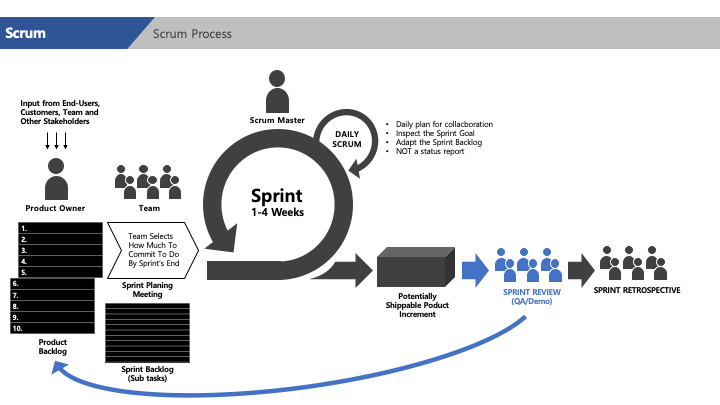 Scrum
Scrum Process
Input from End-Users,
Customers, Team and
Other Stakeholders
Scrum Master
DAILY
SCRUM
• Daily plan for collacboration
• Inspect the Sprint Goal
• Adapt the Sprint Backlog
• NOT a status report
Product Owner
Team
Sprint
1-4 Weeks
1.
2.
3.
4.
5.
6.
7.
8.
9.
10.
Team Selects
How Much To
Commit To Do
By Sprint's End
Sprint Planing
Meeting
Product
Backlog
Sprint Backlog
(Sub tasks)
Potentially
Shippable Poduct
Increment
SPRINT REVIEW
(QA/Demo)
SPRINT RETROSPECTIVE